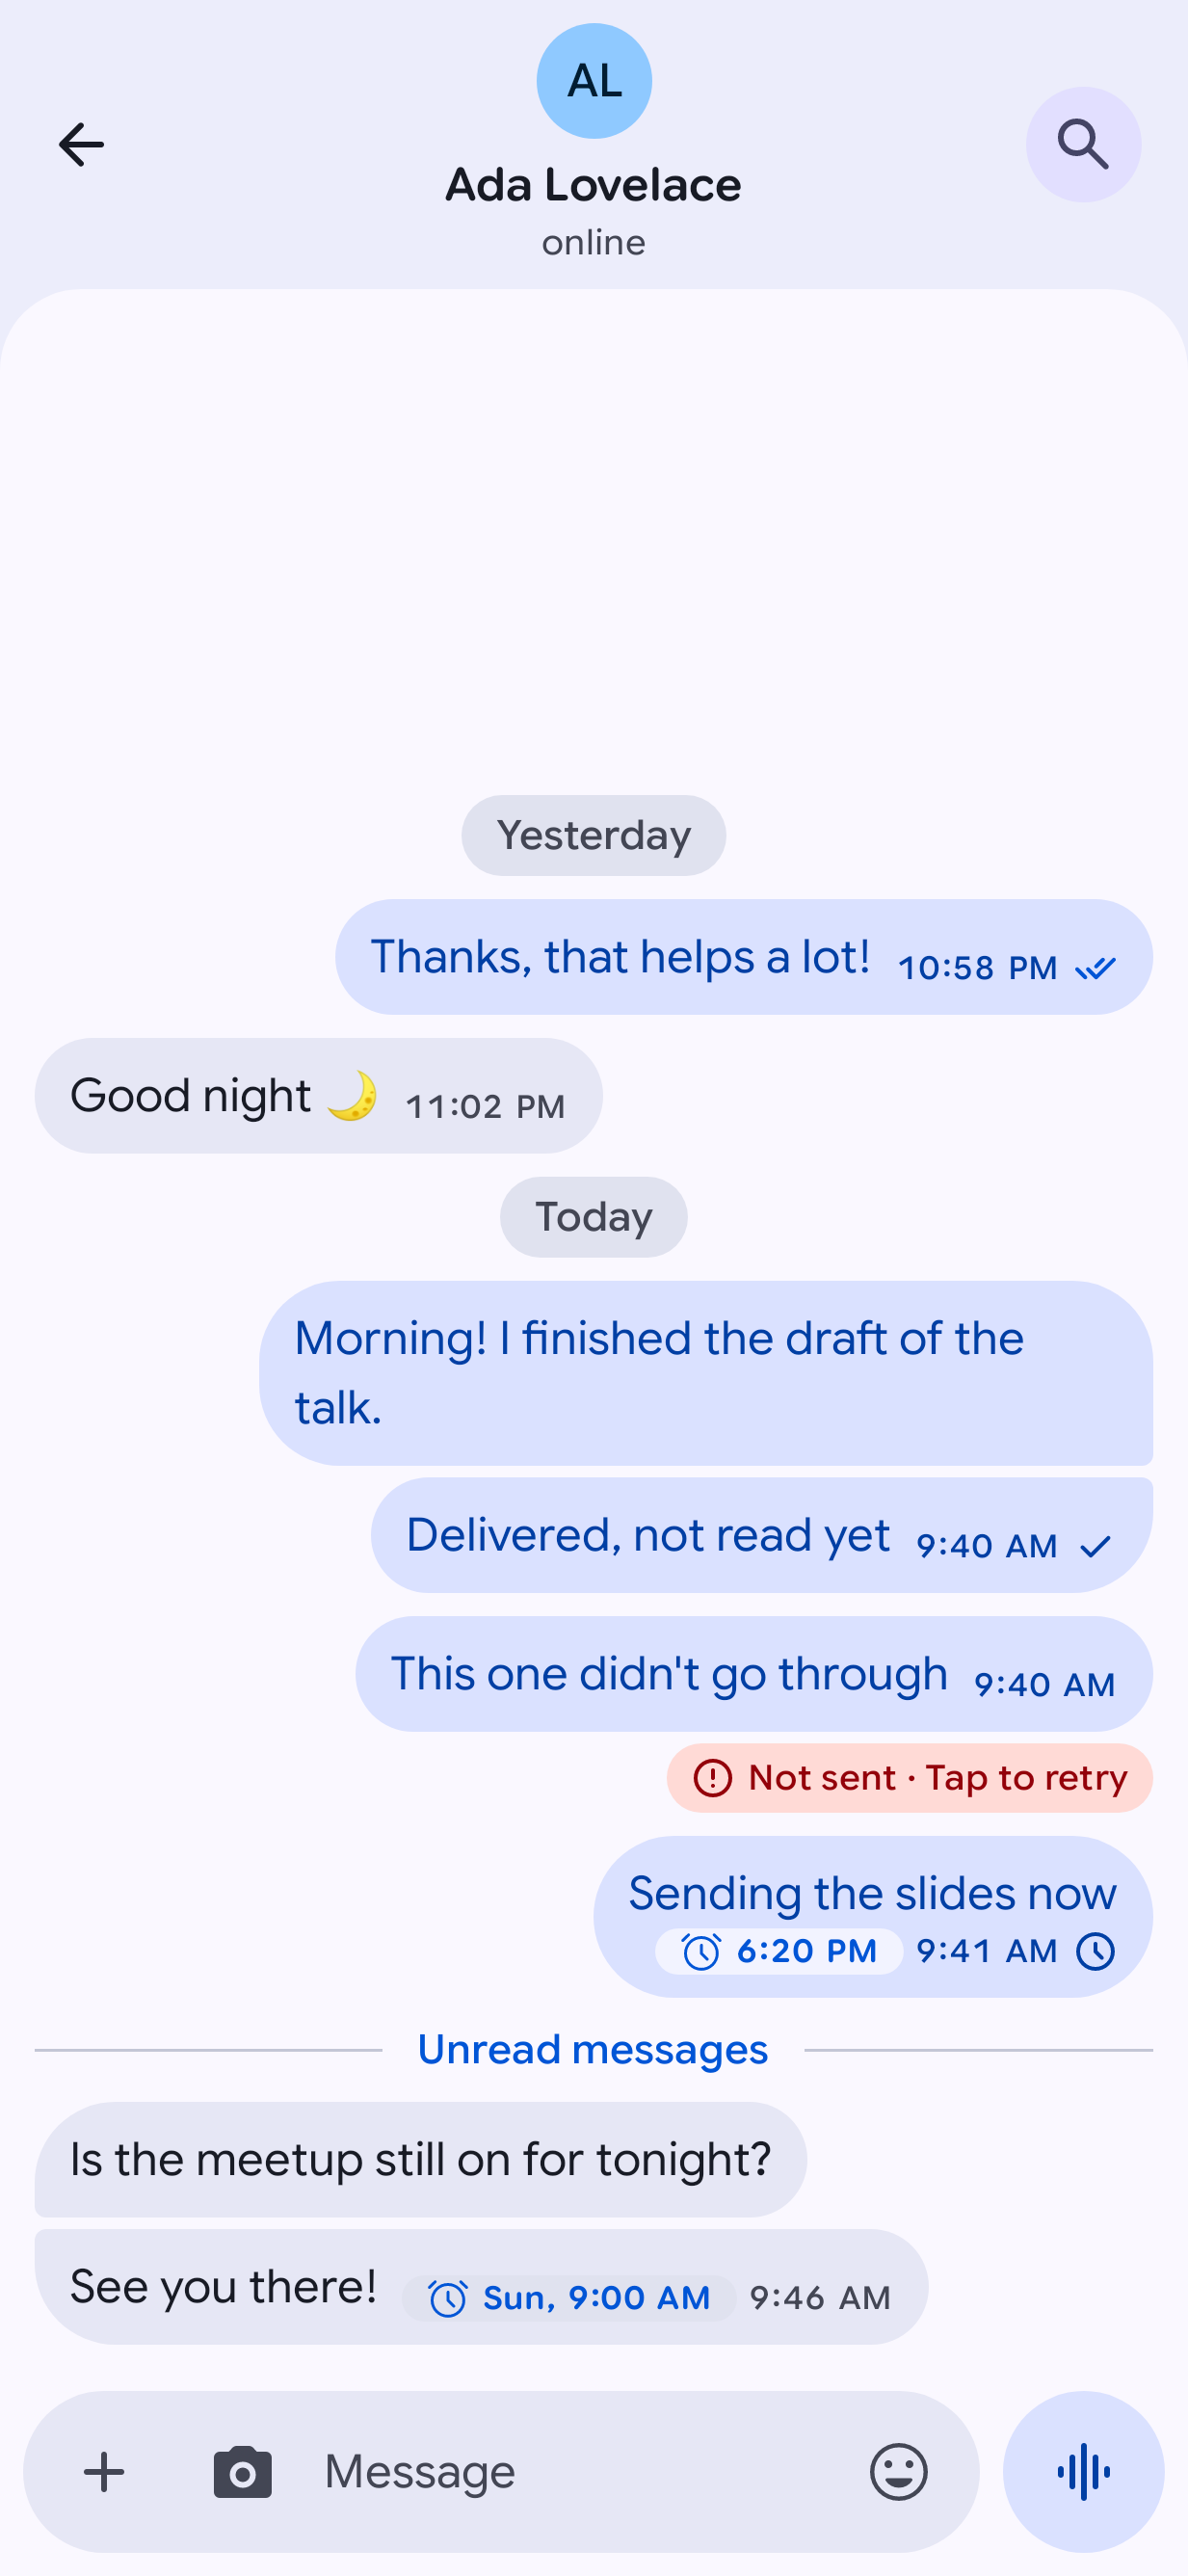 AL
Ada Lovelace
online
Yesterday
Thanks, that helps a lot! 10:58 PM
Good night 🌙 11:02 PM
Today
Morning! I finished the draft of the
talk.
Delivered, not read yet 9:40 AM
This one didn't go through 9:40 AM
Not sent · Tap to retry
Sending the slides now
6:20 PM 9:41 AM
Unread messages
Is the meetup still on for tonight?
See you there! Sun, 9:00 AM 9:46 AM
Message